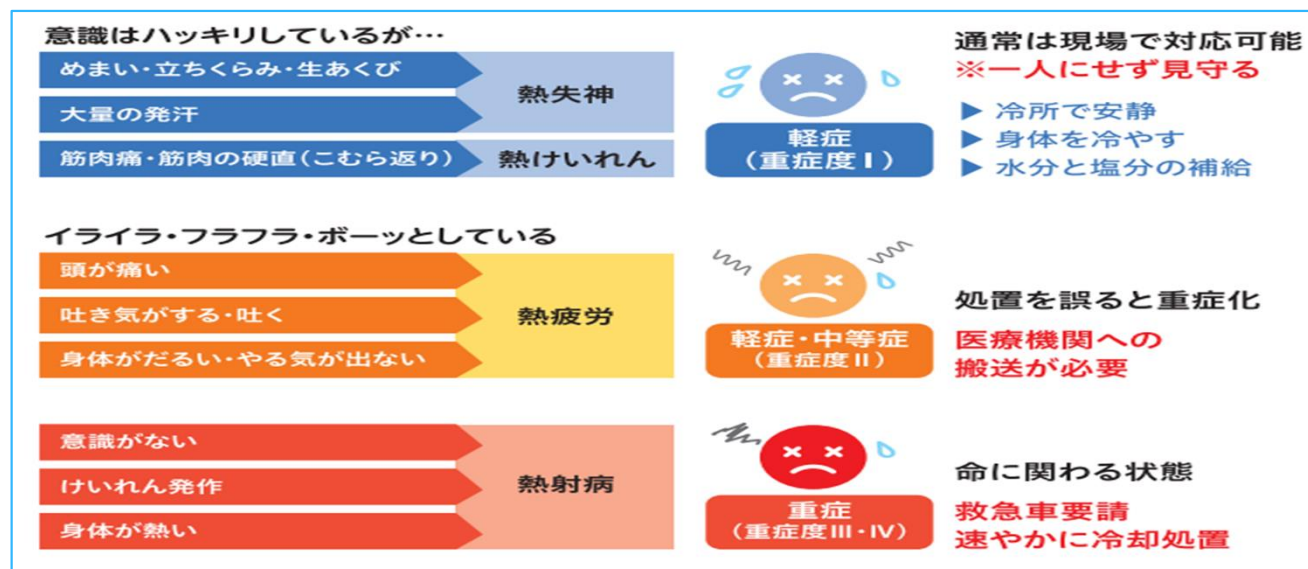 意識はハッキリしているが…
めまい・立ちくらみ・生あくび
大量の発汗
熱失神
筋肉痛・筋肉の硬直(こむら返り)
熱けいれん
軽症
(重症度Ⅰ)
通常は現場で対応可能
※一人にせず見守る
▶ 冷所で安静
▶ 身体を冷やす
▶ 水分と塩分の補給
イライラ・フラフラ・ボーッとしている
頭が痛い
吐き気がする・吐く
身体がだるい・やる気が出ない
熱疲労
軽症・中等症
(重症度Ⅱ)
処置を誤ると重症化
医療機関への
搬送が必要
意識がない
けいれん発作
身体が熱い
熱射病
重症
(重症度Ⅲ・Ⅳ)
命に関わる状態
救急車要請
速やかに冷却処置